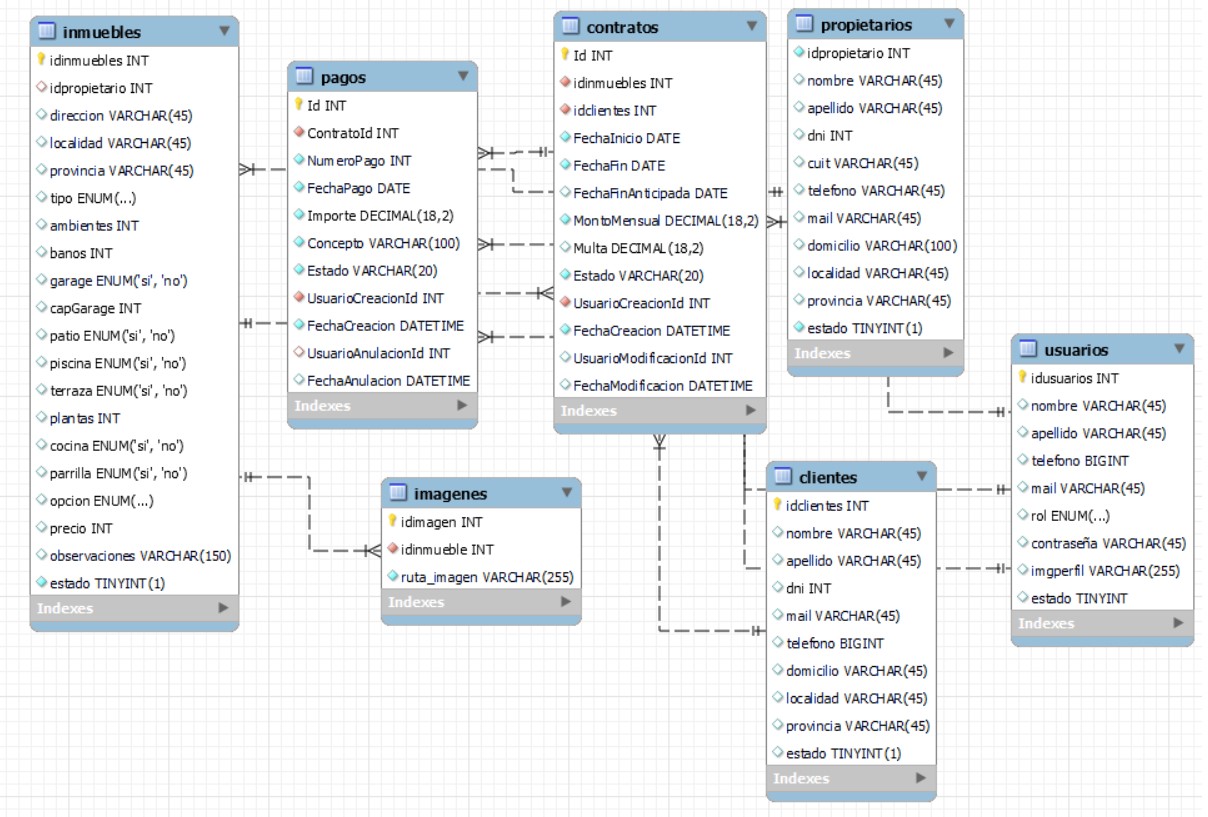 inmuebles
idinmuebles INT
idpropietario INT
direccion VARCHAR(45)
localidad VARCHAR(45)
provincia VARCHAR(45)
tipo ENUM(...)
ambientes INT
banos INT
garage ENUM('si', 'no')
capGarage INT
patio ENUM('si', 'no')
piscina ENUM('si', 'no')
terraza ENUM('si', 'no')
plantas INT
cocina ENUM('si', 'no')
parrilla ENUM('si', 'no')
opcion ENUM(...)
precio INT
observaciones VARCHAR(150)
estado TINYINT(1)
Indexes
pagos
Id INT
ContratoId INT
NumeroPago INT
FechaPago DATE
Importe DECIMAL(18,2)
Concepto VARCHAR(100)
Estado VARCHAR(20)
UsuarioCreacionId INT
FechaCreacion DATETIME
UsuarioAnulacionId INT
FechaAnulacion DATETIME
Indexes
imagenes
idimagen INT
idinmueble INT
ruta_imagen VARCHAR(255)
Indexes
contratos
Id INT
idinmuebles INT
idclientes INT
FechaInicio DATE
FechaFin DATE
FechaFinAnticipada DATE
MontoMensual DECIMAL(18,2)
Multa DECIMAL(18,2)
Estado VARCHAR(20)
UsuarioCreacionId INT
FechaCreacion DATETIME
UsuarioModificacionId INT
FechaModificacion DATETIME
Indexes
propietarios
idpropietario INT
nombre VARCHAR(45)
apellido VARCHAR(45)
dni INT
cuit VARCHAR(45)
telefono VARCHAR(45)
mail VARCHAR(45)
domicilio VARCHAR(100)
localidad VARCHAR(45)
provincia VARCHAR(45)
estado TINYINT(1)
Indexes
clientes
idclientes INT
nombre VARCHAR(45)
apellido VARCHAR(45)
dni INT
mail VARCHAR(45)
telefono BIGINT
domicilio VARCHAR(45)
localidad VARCHAR(45)
provincia VARCHAR(45)
estado TINYINT(1)
Indexes
usuarios
idusuarios INT
nombre VARCHAR(45)
apellido VARCHAR(45)
telefono BIGINT
mail VARCHAR(45)
rol ENUM(...)
contraseña VARCHAR(45)
imgperfil VARCHAR(255)
estado TINYINT
Indexes